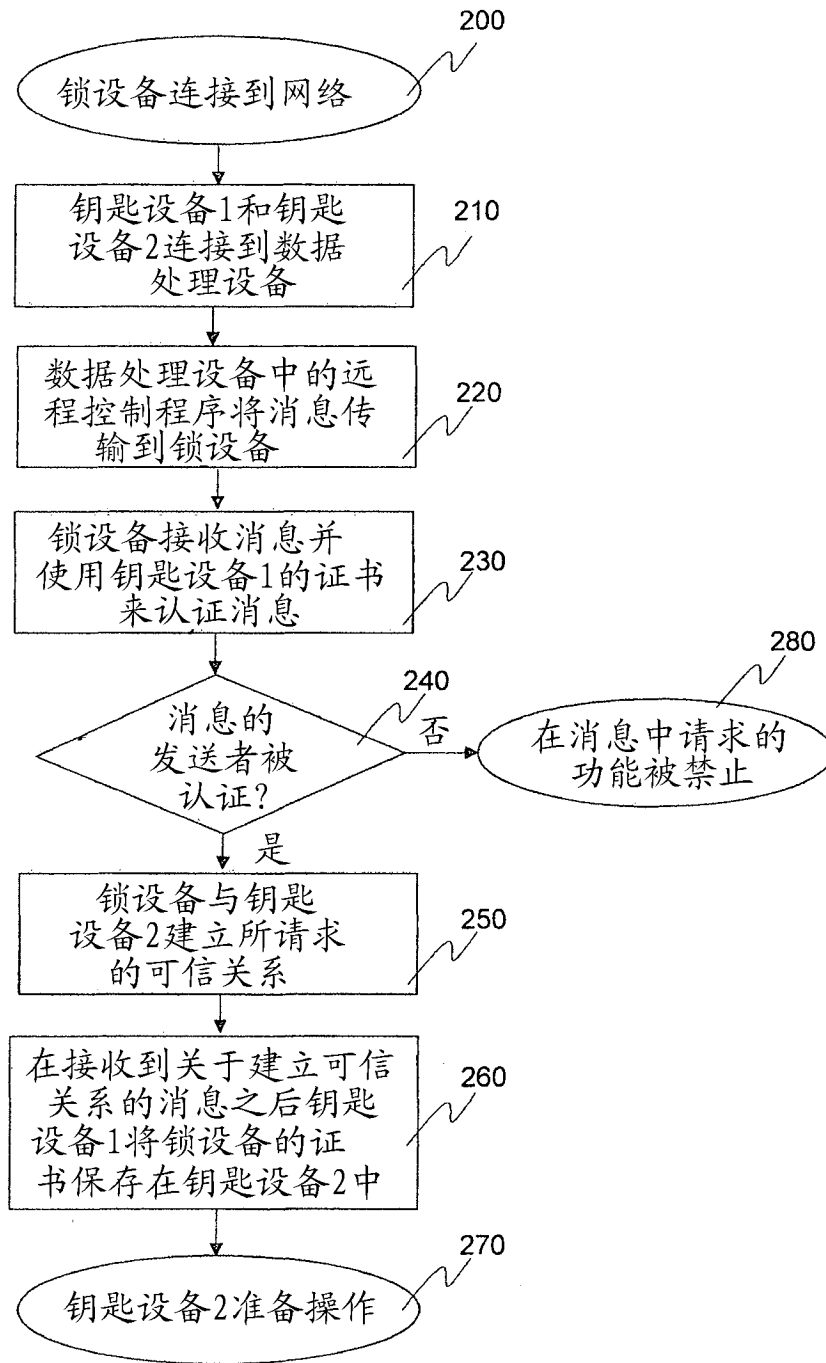 200
锁设备连接到网络
钥匙设备1和钥匙
设备2连接到数据
处理设备
210
数据处理设备中的远
程控制程序将消息传
输到锁设备
220
锁设备接收消息并
使用钥匙设备1的证书
来认证消息
230
消息的
发送者被
认证?
240
否
280
在消息中请求的
功能被禁止
是
锁设备与钥匙
设备2建立所请求
的可信关系
250
在接收到关于建立可信
关系的消息之后钥匙
设备1将锁设备的证
书保存在钥匙设备2中
260
270
钥匙设备2准备操作